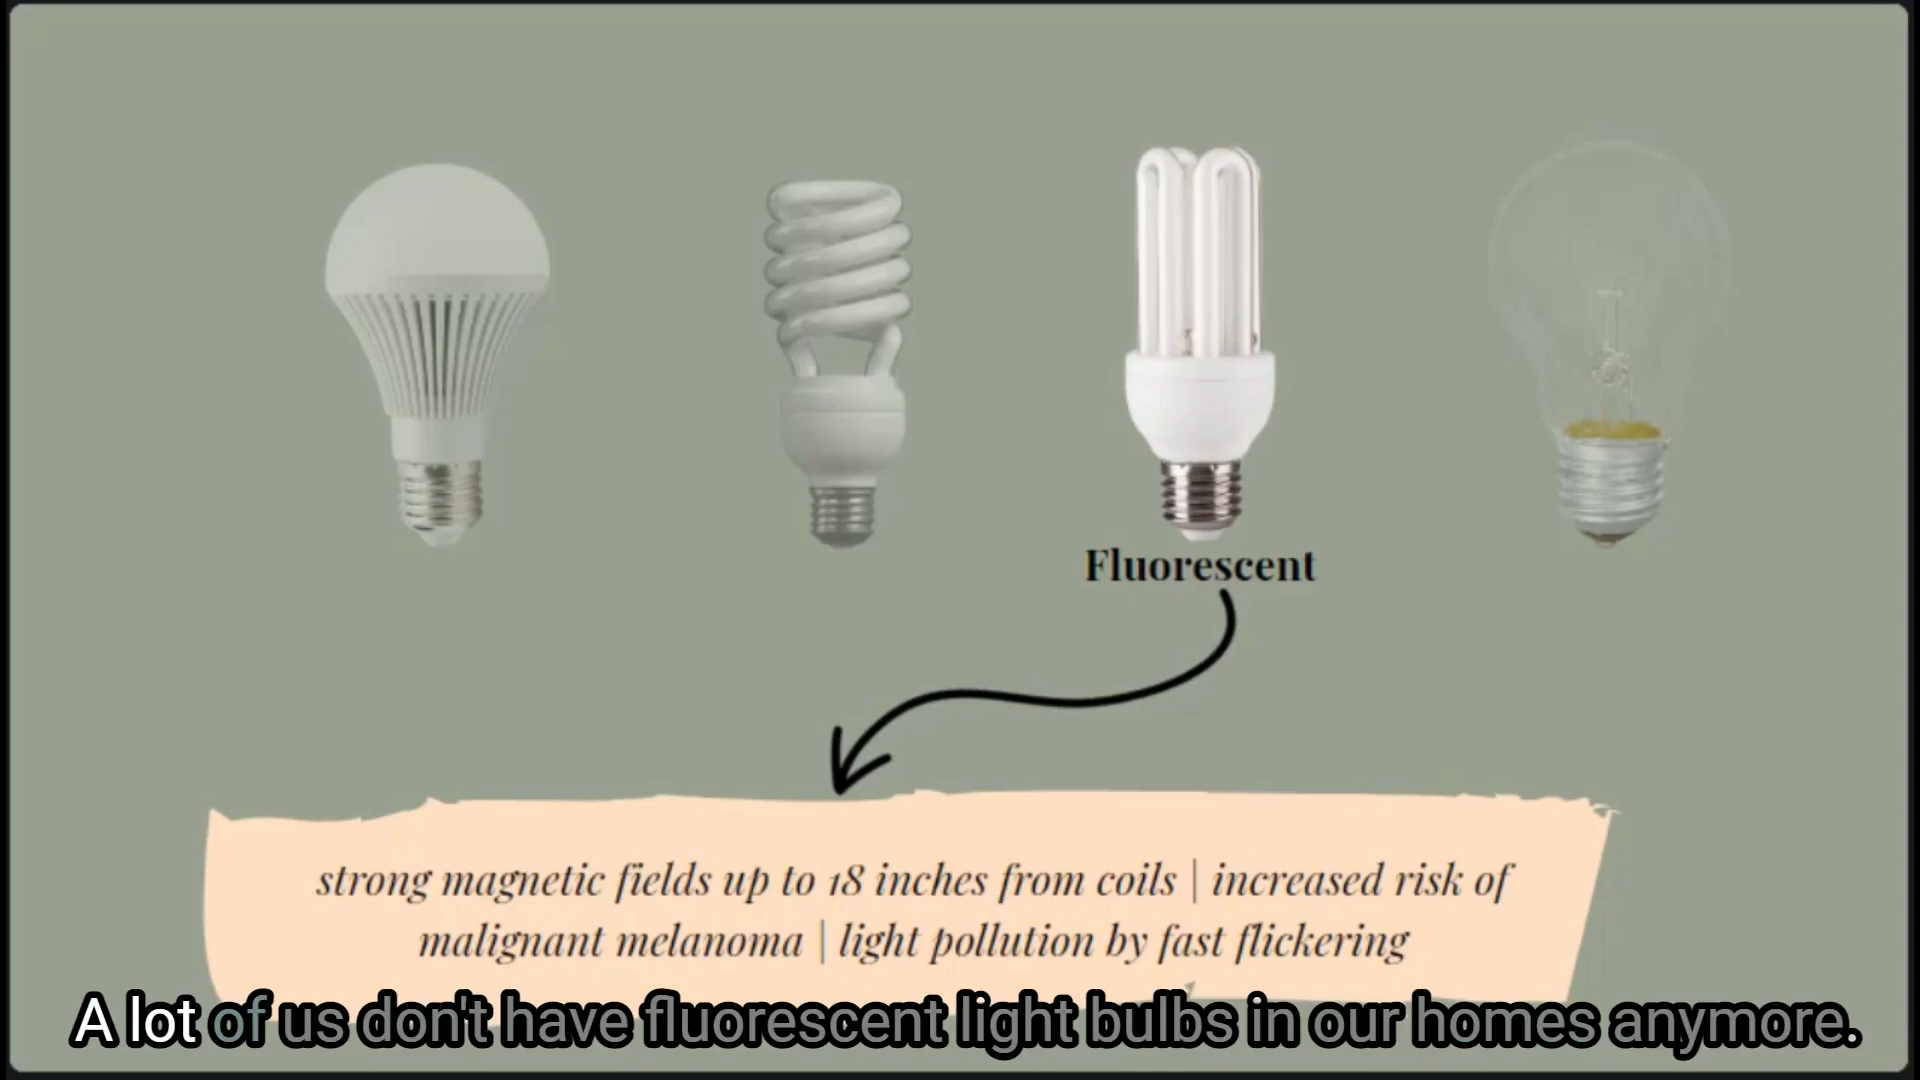 Fluorescent
strong magnetic fields up to 18 inches from coils | increased risk of
malignant melanoma | light pollution by fast flickering
A lot of us don't have fluorescent light bulbs in our homes anymore.